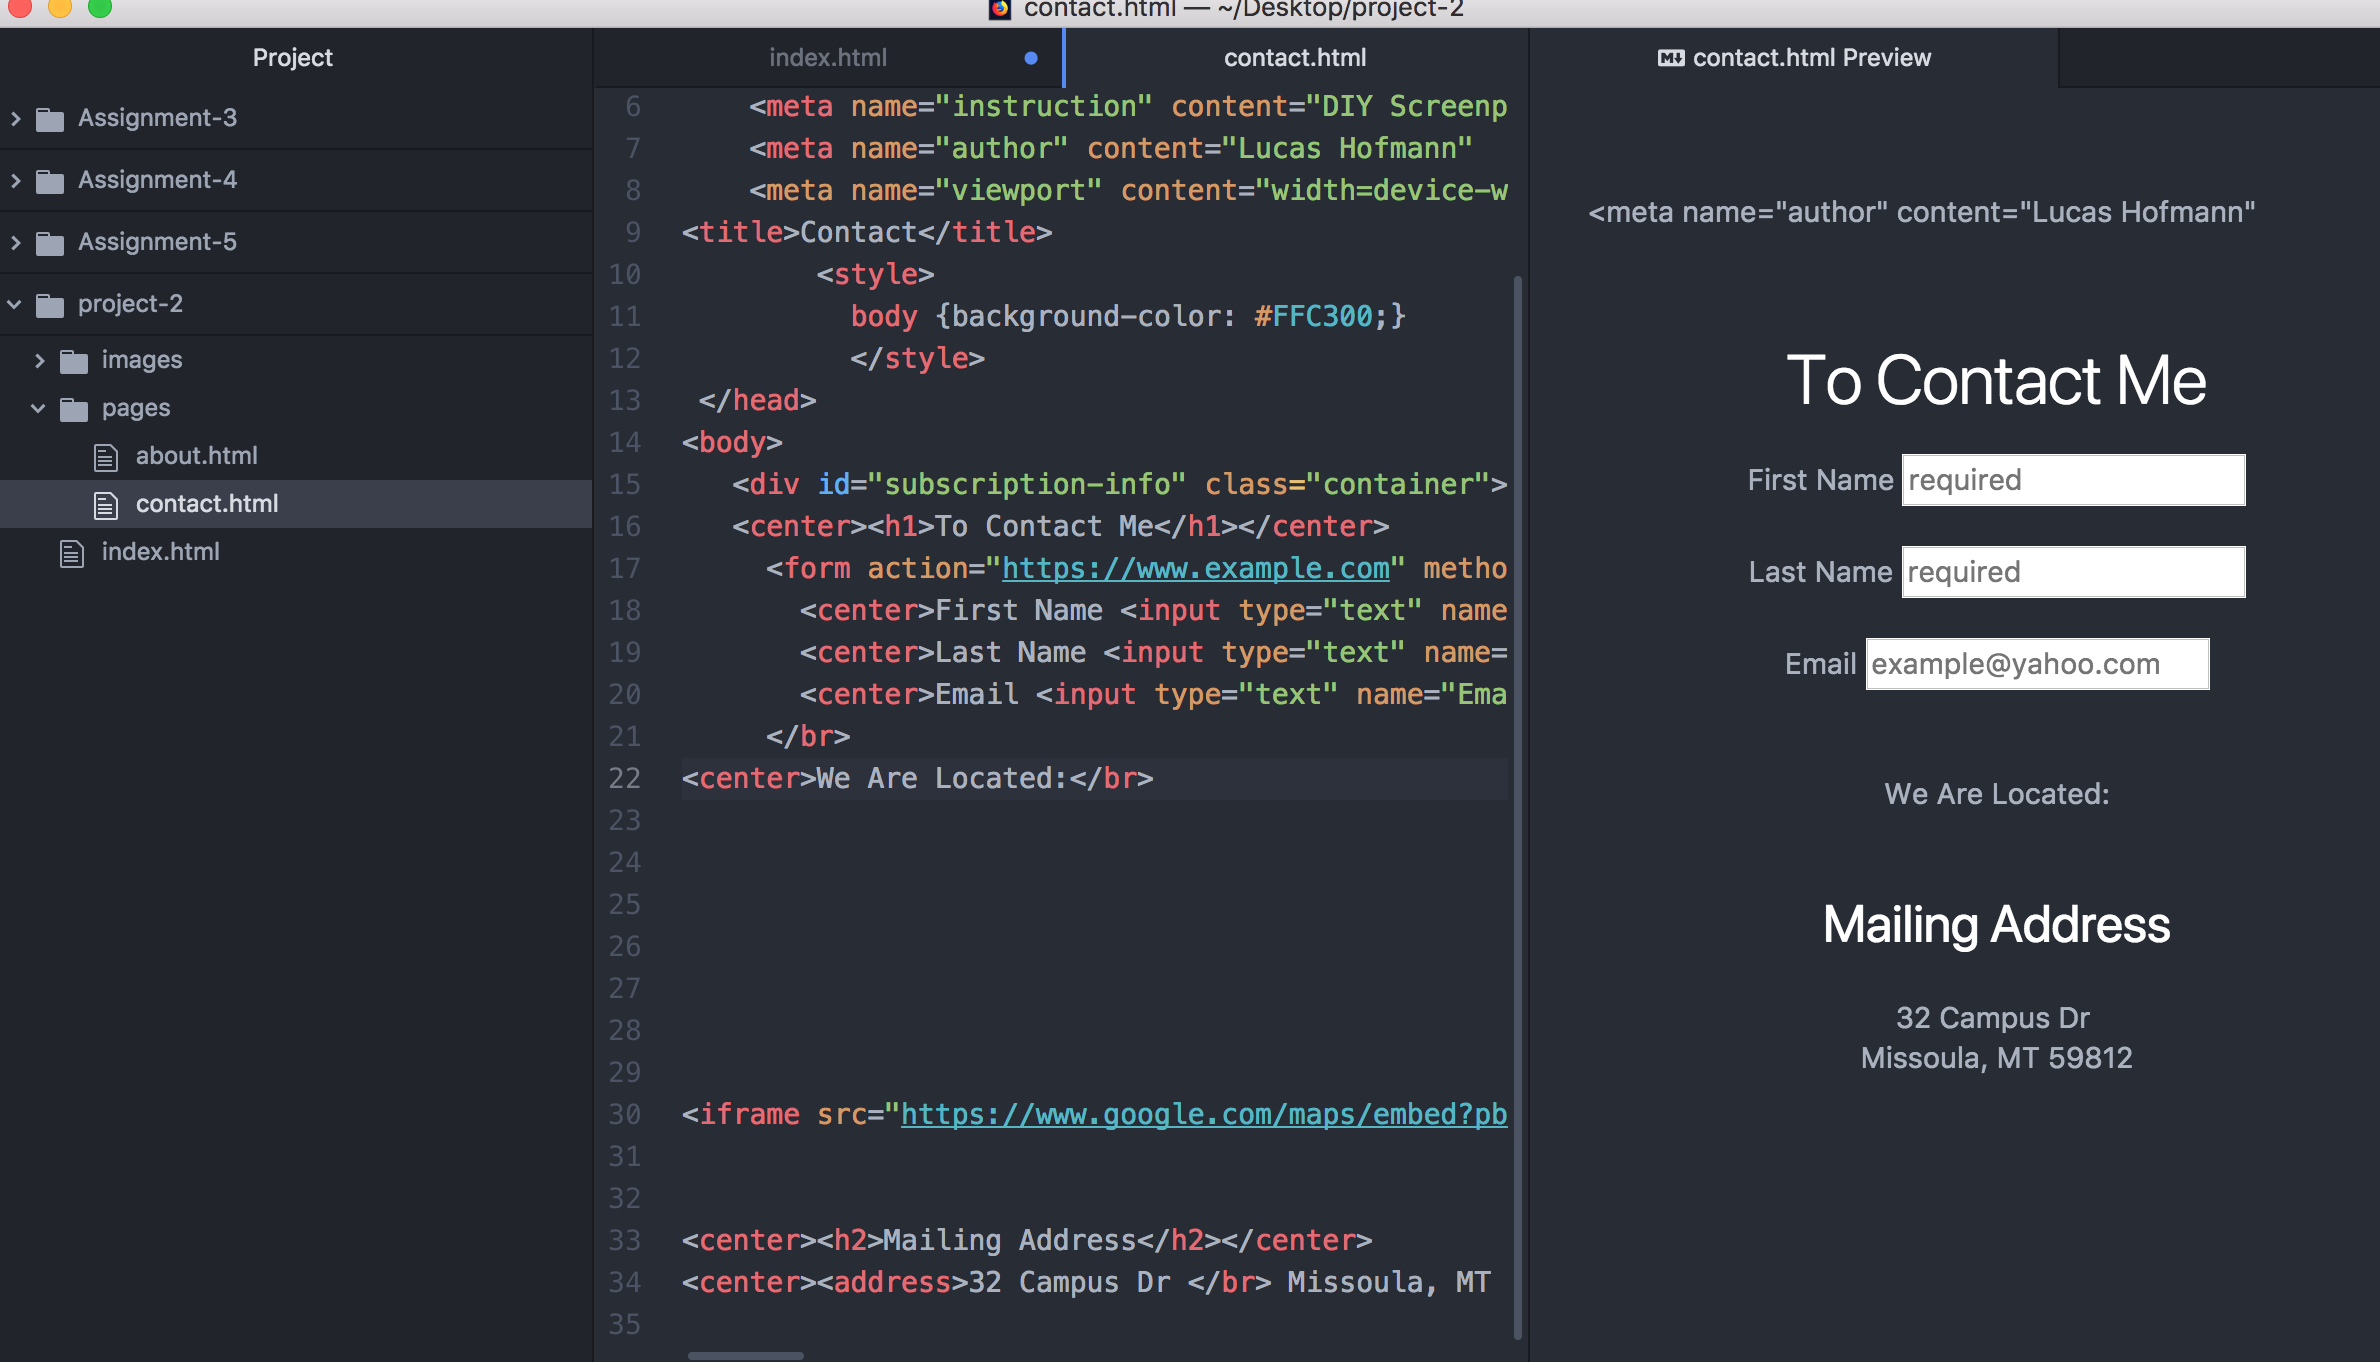 contact.html — ~/Desktop/project-2
Project
Assignment-3
Assignment-4
Assignment-5
project-2
images
pages
about.html
contact.html
index.html
index.html
contact.html
6 <meta name="instruction" content="DIY Screenp
7 <meta name="author" content="Lucas Hofmann"
8 <meta name="viewport" content="width=device-w
9 <title>Contact</title>
10 <style>
11 body {background-color: #FFC300;}
12 </style>
13 </head>
14 <body>
15 <div id="subscription-info" class="container">
16 <center><h1>To Contact Me</h1></center>
17 <form action="https://www.example.com" metho
18 <center>First Name <input type="text" name
19 <center>Last Name <input type="text" name=
20 <center>Email <input type="text" name="Ema
21 </br>
22 <center>We Are Located:</br>
23
24
25
26
27
28
29
30 <iframe src="https://www.google.com/maps/embed?pb
31
32
33 <center><h2>Mailing Address</h2></center>
34 <center><address>32 Campus Dr </br> Missoula, MT
35
M↓ contact.html Preview
<meta name="author" content="Lucas Hofmann"
To Contact Me
First Name required
Last Name required
Email example@yahoo.com
We Are Located:
Mailing Address
32 Campus Dr
Missoula, MT 59812